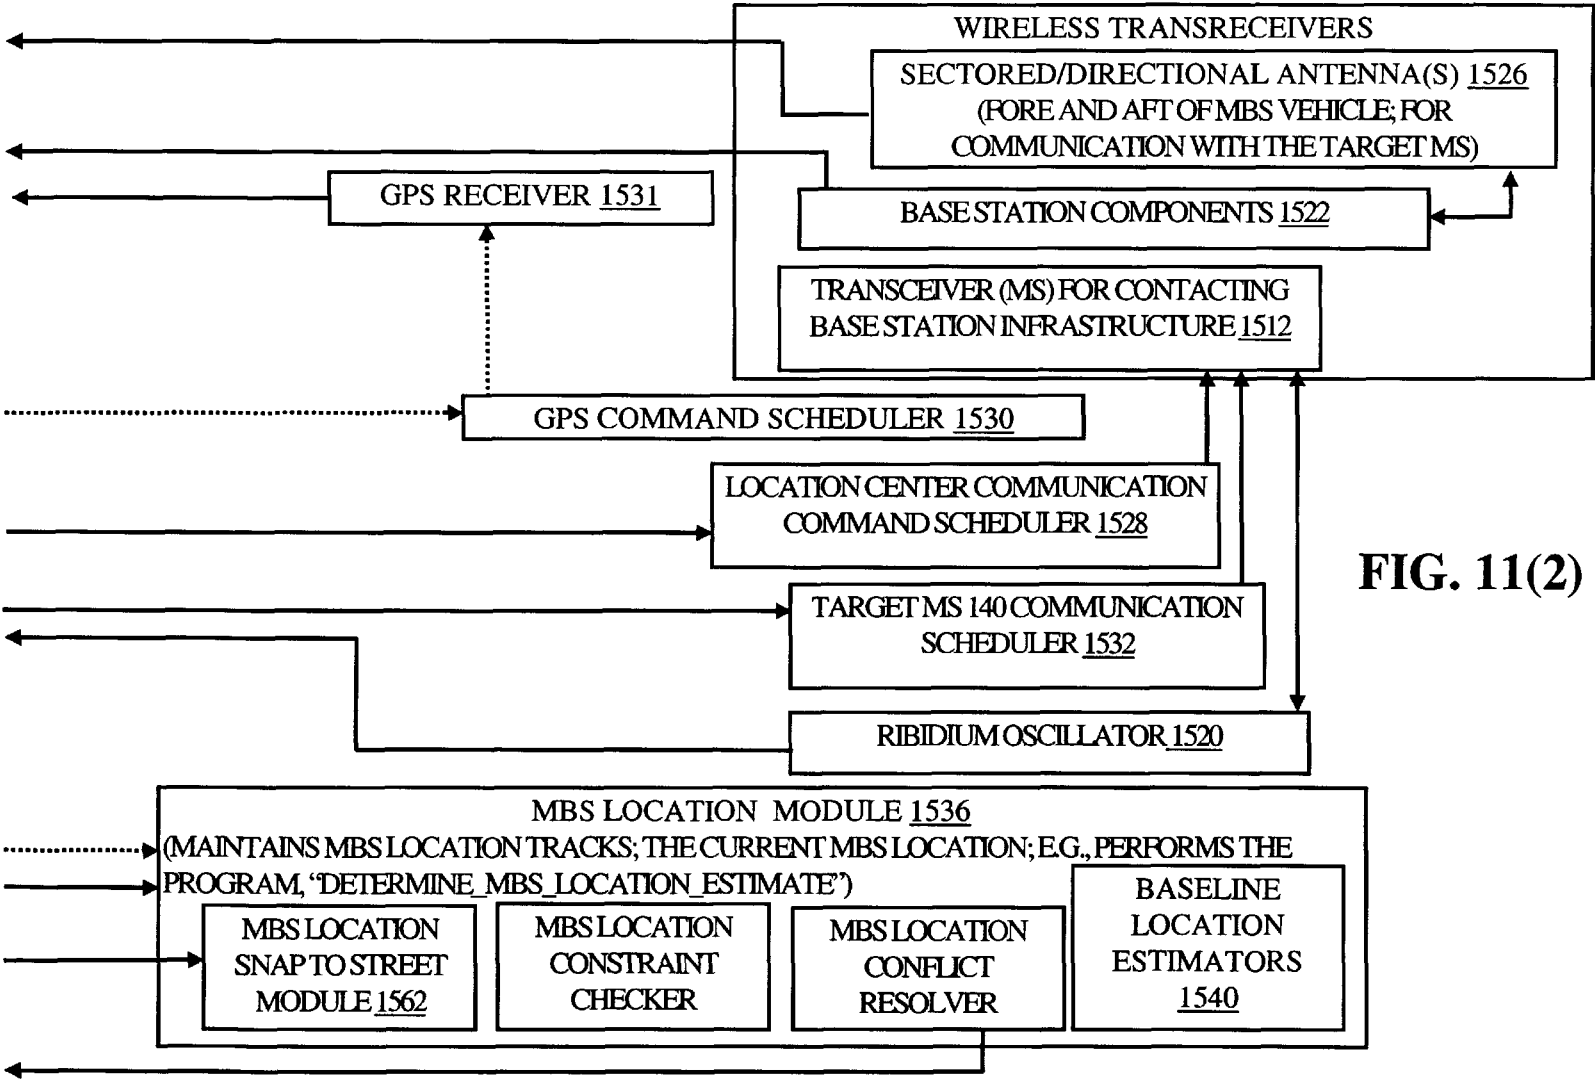 WIRELESS TRANSRECEIVERS
SECTORED/DIRECTIONAL ANTENNA(S) 1526
(FORE AND AFT OF MBS VEHICLE; FOR
COMMUNICATION WITH THE TARGET MS)
GPS RECEIVER 1531
BASE STATION COMPONENTS 1522
TRANSCEIVER (MS) FOR CONTACTING
BASE STATION INFRASTRUCTURE 1512
GPS COMMAND SCHEDULER 1530
LOCATION CENTER COMMUNICATION
COMMAND SCHEDULER 1528
FIG. 11(2)
TARGET MS 140 COMMUNICATION
SCHEDULER 1532
RIBIDIUM OSCILLATOR 1520
MBS LOCATION MODULE 1536
(MAINTAINS MBS LOCATION TRACKS; THE CURRENT MBS LOCATION; E.G., PERFORMS THE
PROGRAM, “DETERMINE_MBS_LOCATION_ESTIMATE”)
MBS LOCATION
SNAP TO STREET
MODULE 1562
MBS LOCATION
CONSTRAINT
CHECKER
MBS LOCATION
CONFLICT
RESOLVER
BASELINE
LOCATION
ESTIMATORS
1540